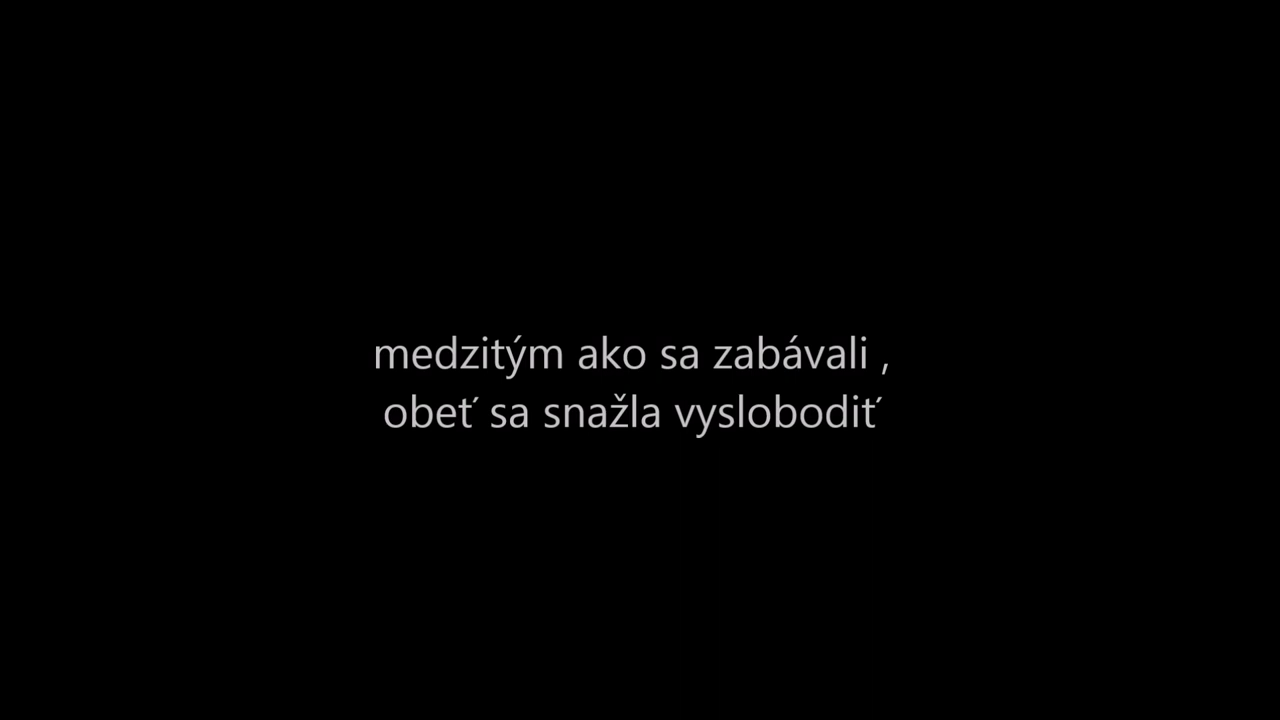 medzitým ako sa zabávali ,
obeť sa snažla vyslobodiť